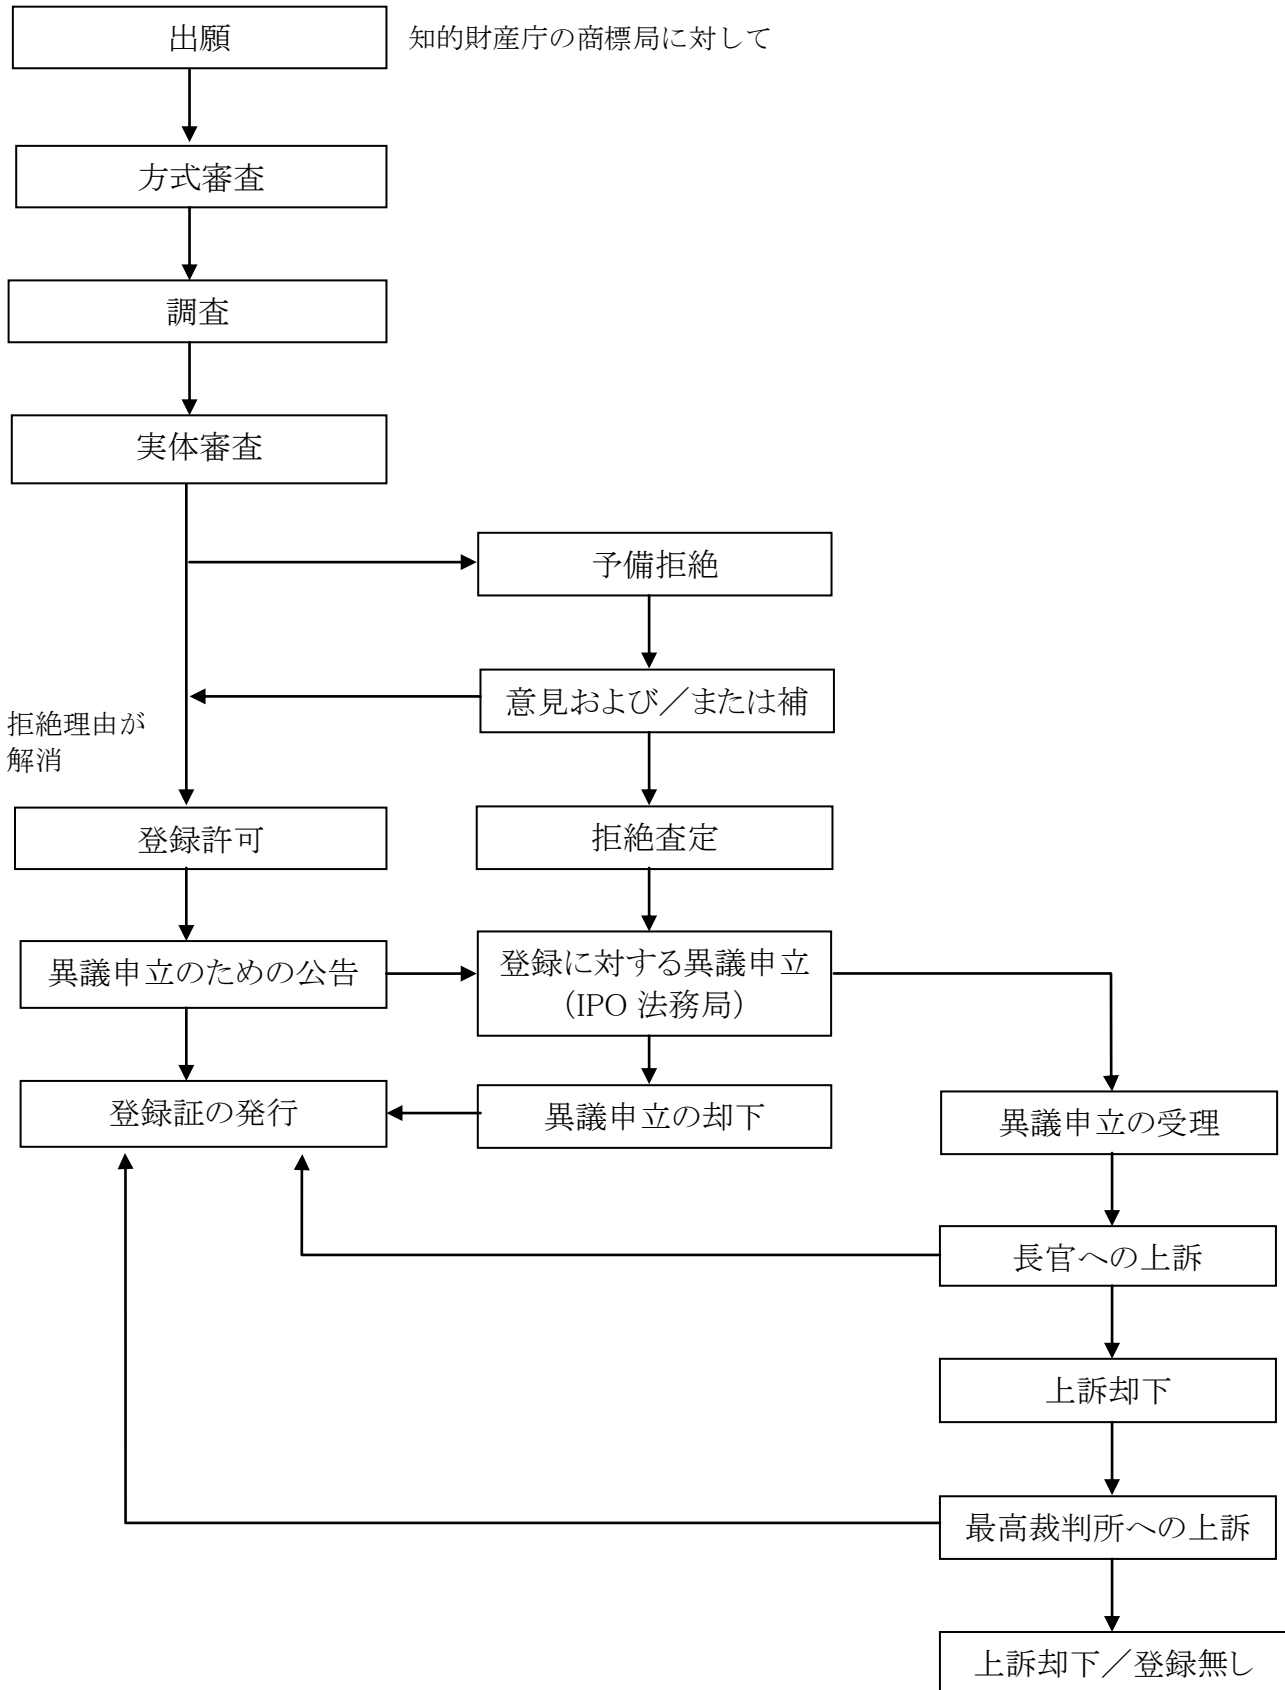 出願
知的財産庁の商標局に対して
方式審査
調査
実体審査
予備拒絶
意見および／または補
拒絶理由が
解消
登録許可
拒絶査定
異議申立のための公告
登録に対する異議申立
（IPO 法務局）
登録証の発行
異議申立の却下
異議申立の受理
長官への上訴
上訴却下
最高裁判所への上訴
上訴却下／登録無し